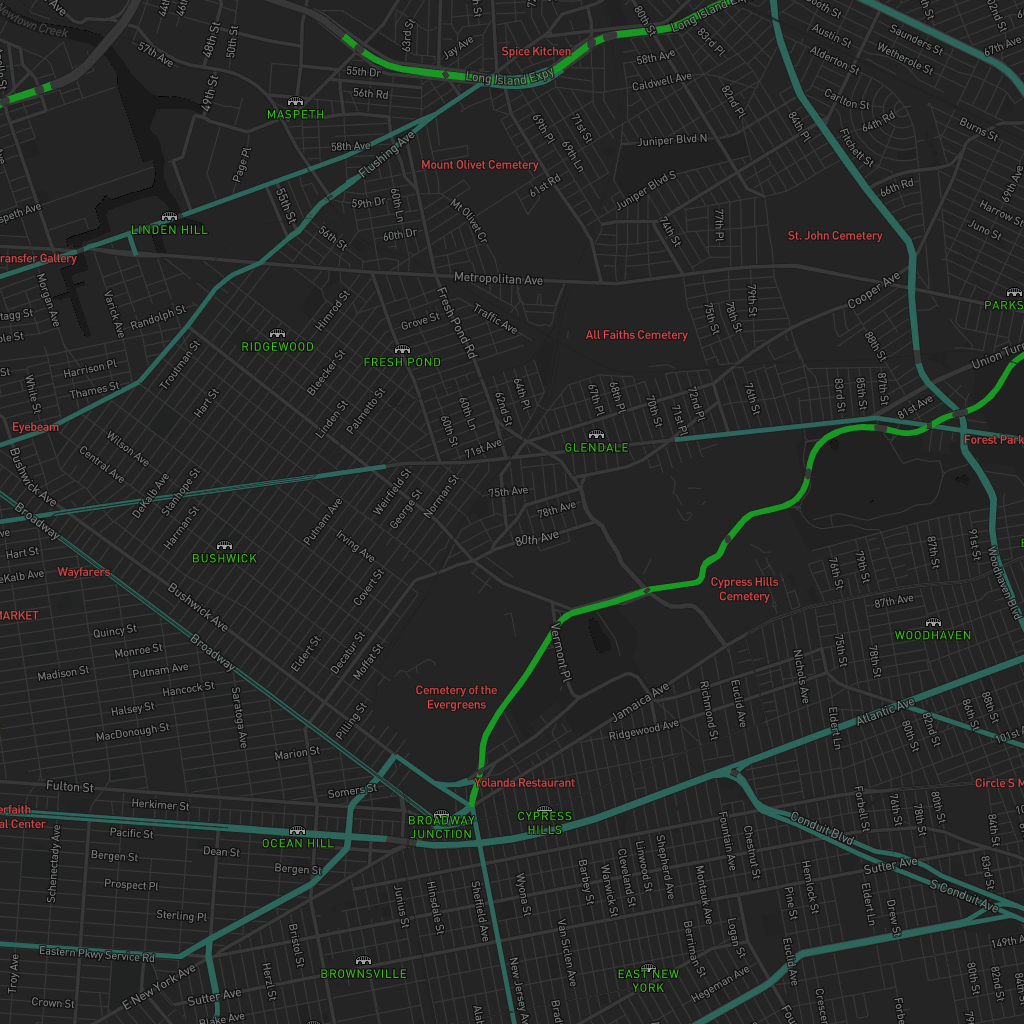 44th St
44th
48th St
50th St
63rd St
Jay Ave
Spice Kitchen
80th St
83rd Pl
Long Island Expy
Austin St
Saunders St
67th Ave
102nd St
Newtown Creek
57th Ave
55th Dr
Long Island Expy
58th Ave
Alderton St
Wetherole St
49th St
56th Rd
Caldwell Ave
82nd Pl
MASPETH
Carlton St
64th Rd
Burns St
69th Pl
71st St
84th Pl
Fitchett St
58th Ave
Flushing Ave
Juniper Blvd N
Page Pl
Mount Olivet Cemetery
69th Ln
61st Rd
Juniper Blvd S
66th Rd
69th Ave
55th St
59th Dr
60th Ln
Mt Olivet Cr
Harrow St
Juno St
LINDEN HILL
56th St
60th Dr
74th St
77th Pl
St. John Cemetery
Metropolitan Ave
Morgan Ave
Varick Ave
Randolph St
Himrod St
Fresh Pond Rd
Traffic Ave
Grove St
75th St
78th St
79th St
Cooper Ave
88th St
RIDGEWOOD
FRESH POND
All Faiths Cemetery
Harrison Pl
Thames St
White St
Troutman St
Bleecker St
Hart St
Linden St
Palmetto St
64th Pl
62nd St
60th Ln
60th St
67th Pl
68th Pl
70th St
71st Pl
72nd Pl
76th St
83rd St
85th St
87th St
81st Ave
Eyebeam
Wilson Ave
Central Ave
71st Ave
GLENDALE
Forest Park
Bushwick Ave
DeKalb Ave
Stanhope St
Harman St
Weirfield St
George St
Norman St
75th Ave
78th Ave
80th Ave
Broadway
Putnam Ave
Irving Ave
Hart St
BUSHWICK
Covert St
Wayfarers
Bushwick Ave
Cypress Hills
Cemetery
76th St
79th St
87th St
91st St
Woodhaven Blvd
87th Ave
WOODHAVEN
MARKET
Quincy St
Monroe St
Putnam Ave
Broadway
Eldert St
Decatur St
Moffat St
Vermont Pl
75th St
78th St
Madison St
Hancock St
Halsey St
MacDonough St
Saratoga Ave
Pilling St
Cemetery of the
Evergreens
Jamaica Ave
Ridgewood Ave
Richmond St
Euclid Ave
Nichols Ave
Eldert Ln
Atlantic Ave
82nd St
86th St
88th St
Marion St
Somers St
Fulton St
Herkimer St
Yolanda Restaurant
BROADWAY
JUNCTION
CYPRESS
HILLS
Forbell St
76th St
78th St
80th St
84th St
Pacific St
OCEAN HILL
Dean St
Bergen St
Bergen St
Schenectady Ave
Prospect Pl
Sterling Pl
Fountain Ave
Chestnut St
Conduit Blvd
Sutter Ave
83rd St
S Conduit Ave
Barbey St
Warwick St
Cleveland St
Linwood St
Shepherd Ave
Montauk Ave
Hemlock St
Pine St
Eldert Ln
Drew St
Junius St
Hinsdale St
Sheffield Ave
Wyona St
Van Siclen Ave
Berriman St
Logan St
Euclid Ave
Eastern Pkwy Service Rd
Troy Ave
Crown St
E New York Ave
Bristol St
Herzl St
Sutter Ave
BROWNSVILLE
New Jersey Ave
EAST NEW
YORK
Hegeman Ave
149th A
80th St
82nd St
Blake Ave